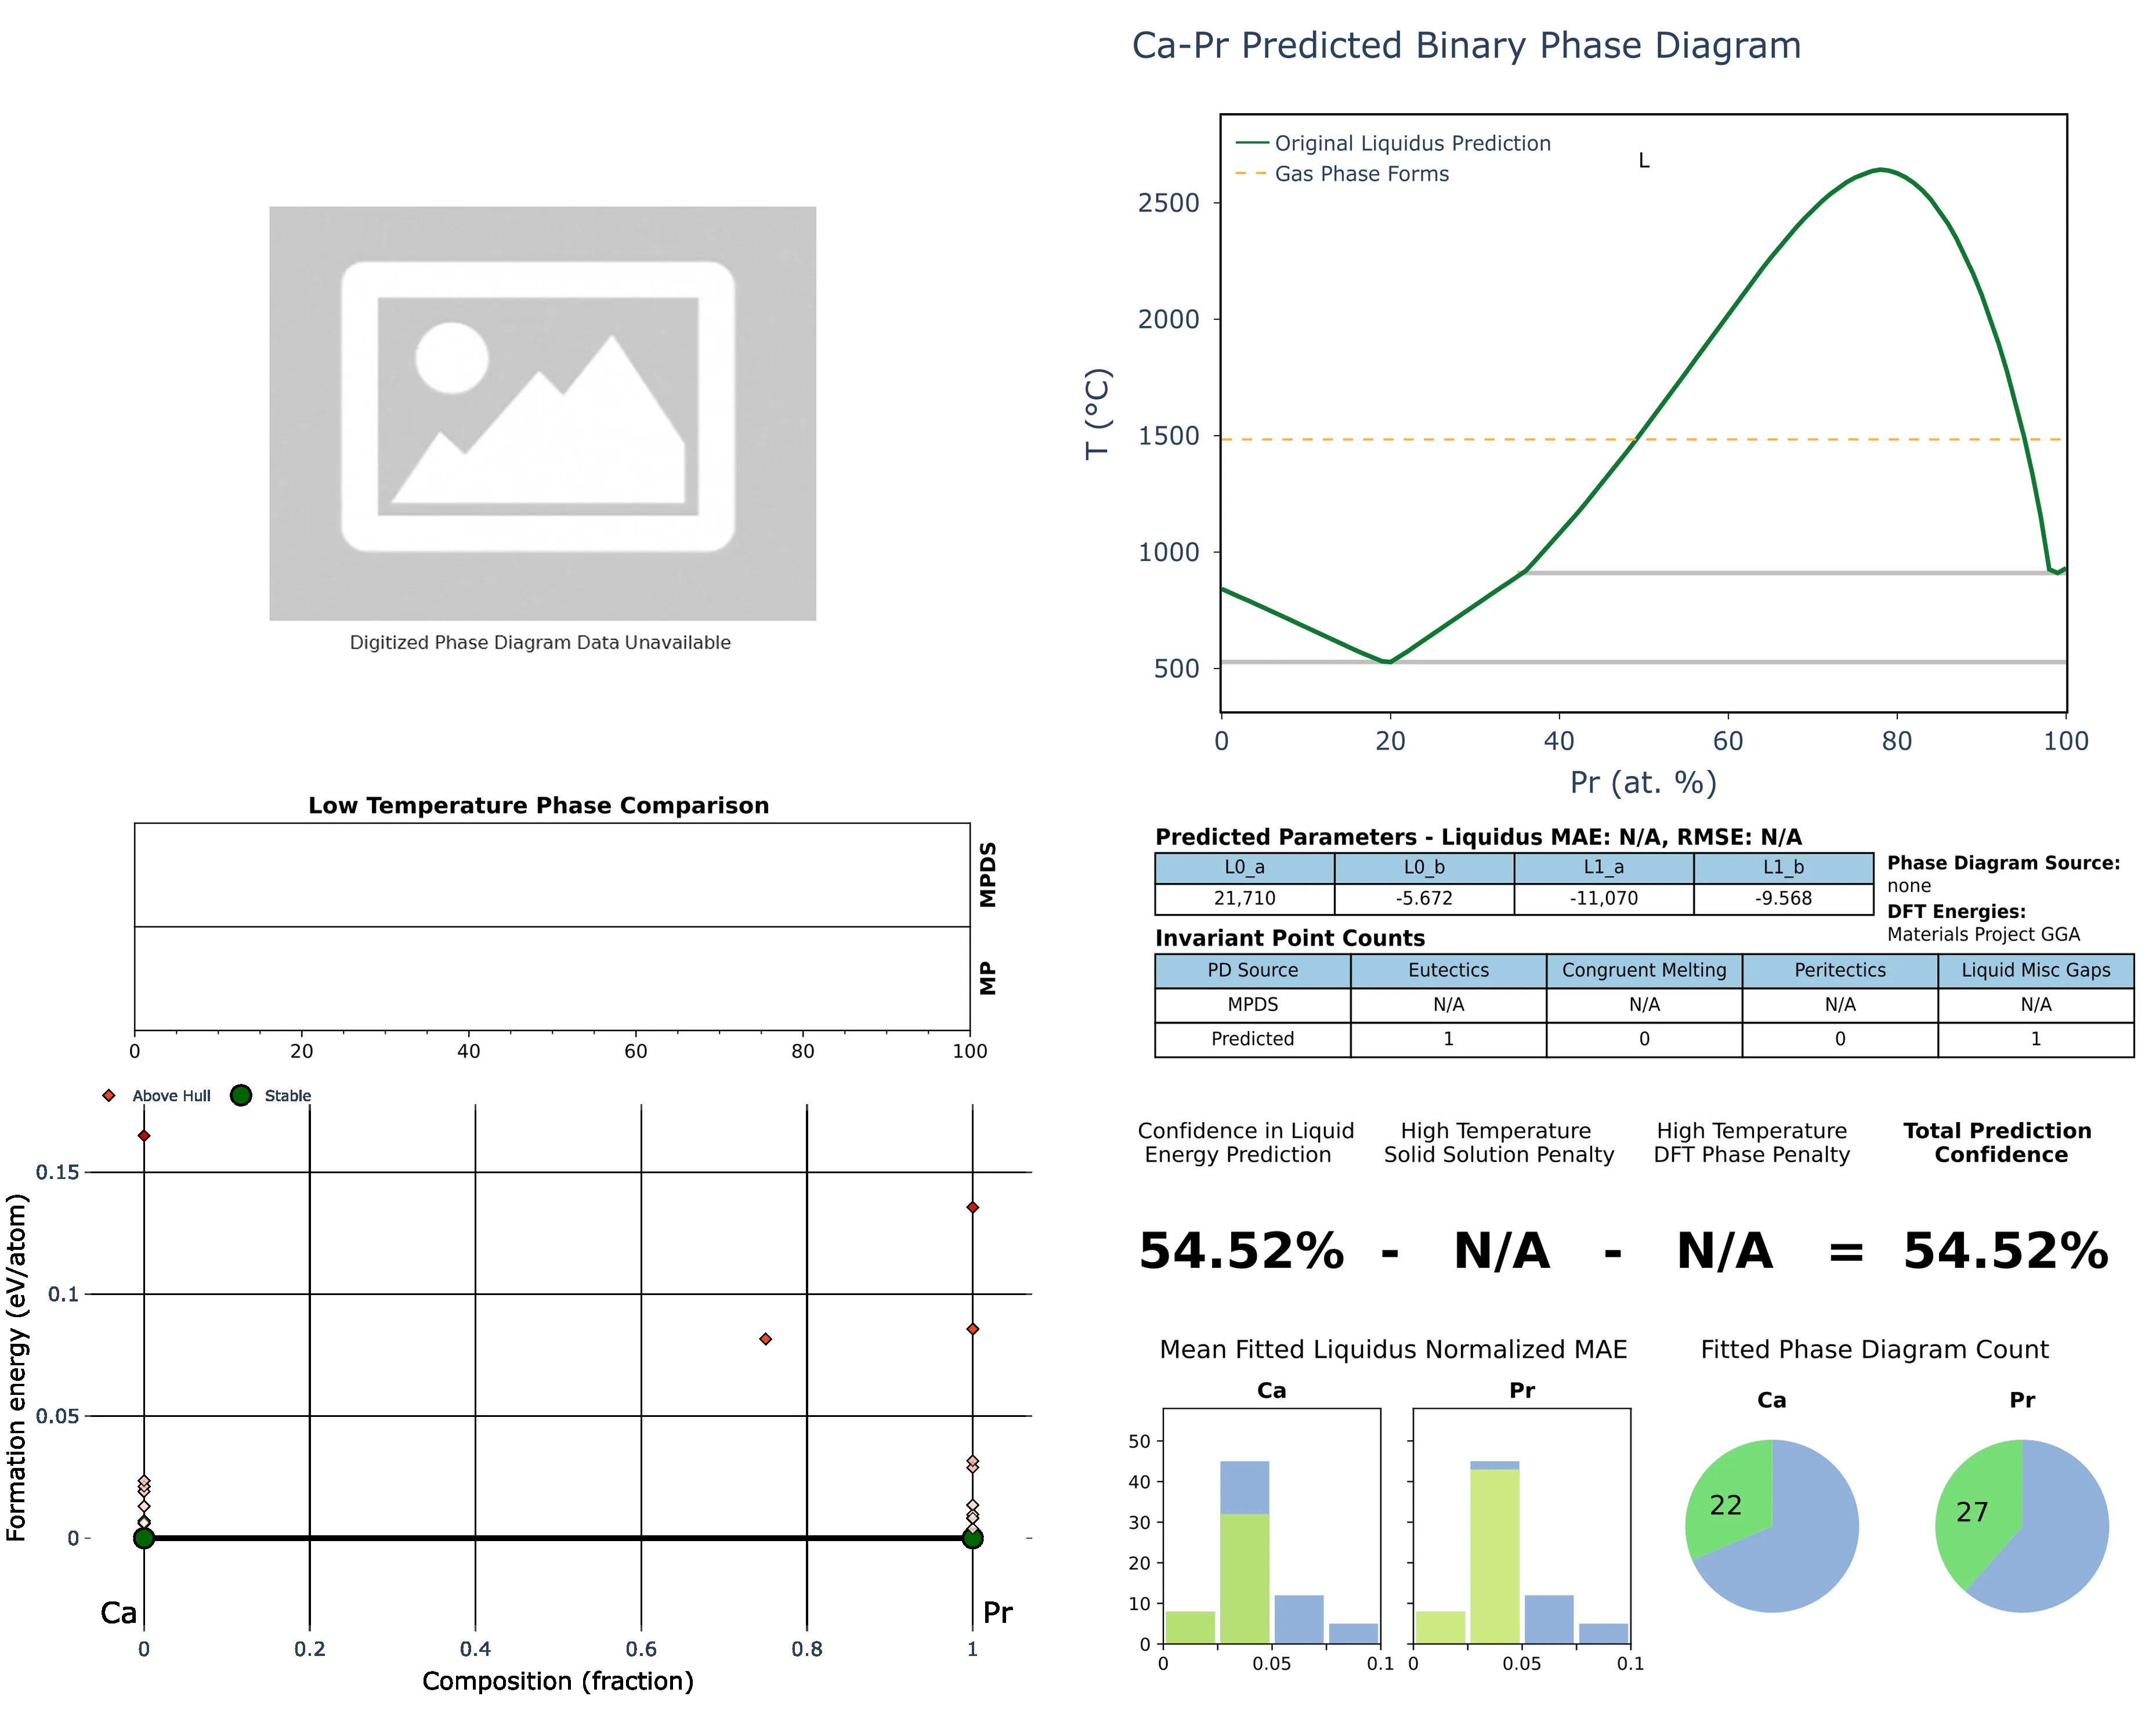 Ca-Pr Predicted Binary Phase Diagram
Original Liquidus Prediction
Gas Phase Forms
L
2500
2000
1500
1000
500
T (°C)
0 20 40 60 80 100
Pr (at. %)
Digitized Phase Diagram Data Unavailable
Low Temperature Phase Comparison
MPDS
MP
0 20 40 60 80 100
Predicted Parameters - Liquidus MAE: N/A, RMSE: N/A
L0_a L0_b L1_a L1_b
21,710 -5.672 -11,070 -9.568
Phase Diagram Source:
none
DFT Energies:
Materials Project GGA
Invariant Point Counts
PD Source Eutectics Congruent Melting Peritectics Liquid Misc Gaps
MPDS N/A N/A N/A N/A
Predicted 1 0 0 1
Above Hull Stable
0.15
0.1
0.05
0
Formation energy (eV/atom)
Ca Pr
0 0.2 0.4 0.6 0.8 1
Composition (fraction)
Confidence in Liquid
Energy Prediction
High Temperature
Solid Solution Penalty
High Temperature
DFT Phase Penalty
Total Prediction
Confidence
54.52% - N/A - N/A = 54.52%
Mean Fitted Liquidus Normalized MAE
Ca Pr
50
40
30
20
10
0
0 0.05 0.1 0 0.05 0.1
Fitted Phase Diagram Count
Ca Pr
22 27